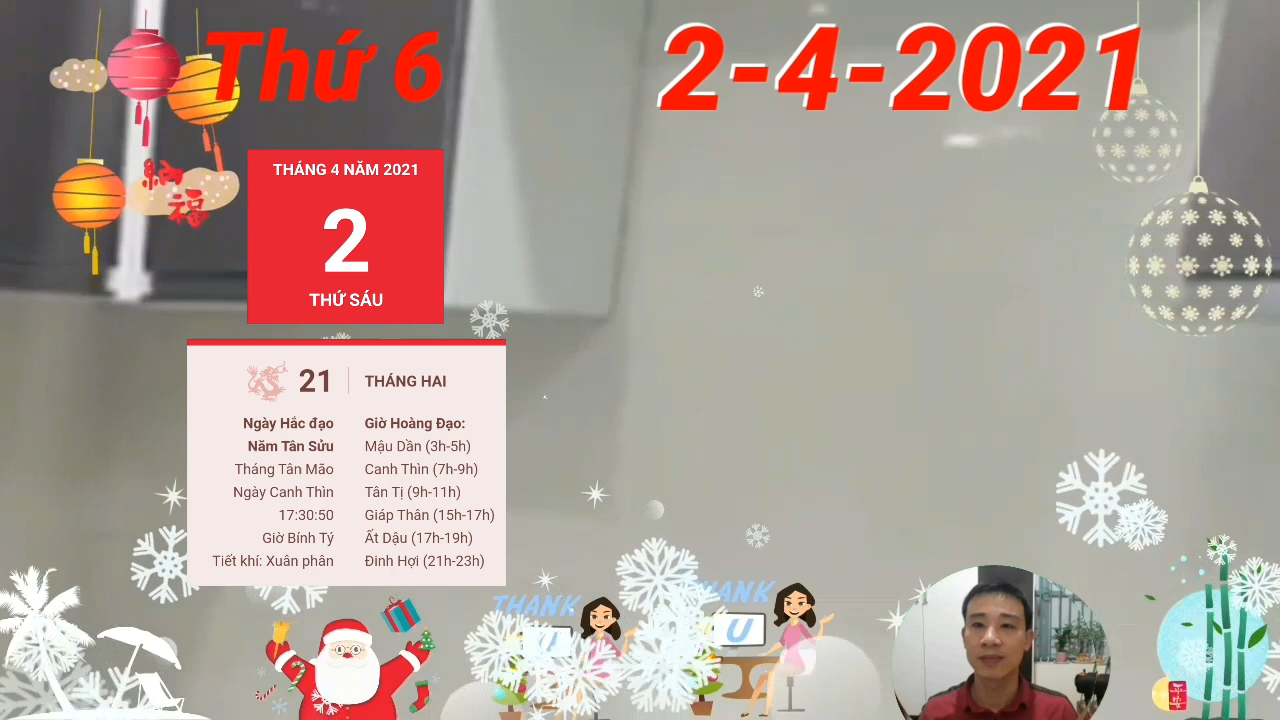 Thứ 6
2-4-2021
納
福
THÁNG 4 NĂM 2021
2
THỨ SÁU
21
THÁNG HAI
Ngày Hắc đạo
Năm Tân Sửu
Tháng Tân Mão
Ngày Canh Thìn
17:30:50
Giờ Bính Tý
Tiết khí: Xuân phân
Giờ Hoàng Đạo:
Mậu Dần (3h-5h)
Canh Thìn (7h-9h)
Tân Tị (9h-11h)
Giáp Thân (15h-17h)
Ất Dậu (17h-19h)
Đinh Hợi (21h-23h)
THANK
U
THANK
U